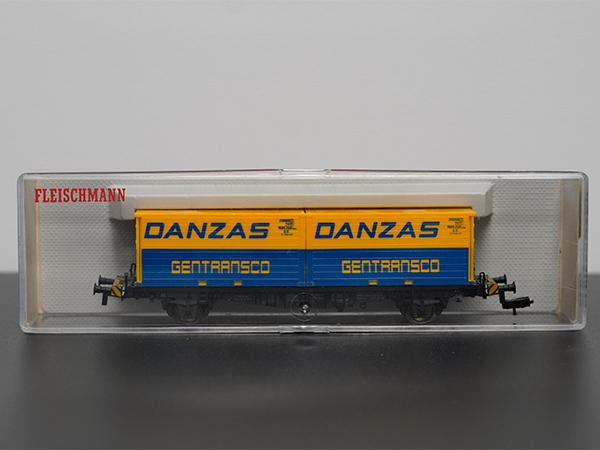 FLEISCHMANN
DANZAS DANZAS
GENTRANSCO GENTRANSCO